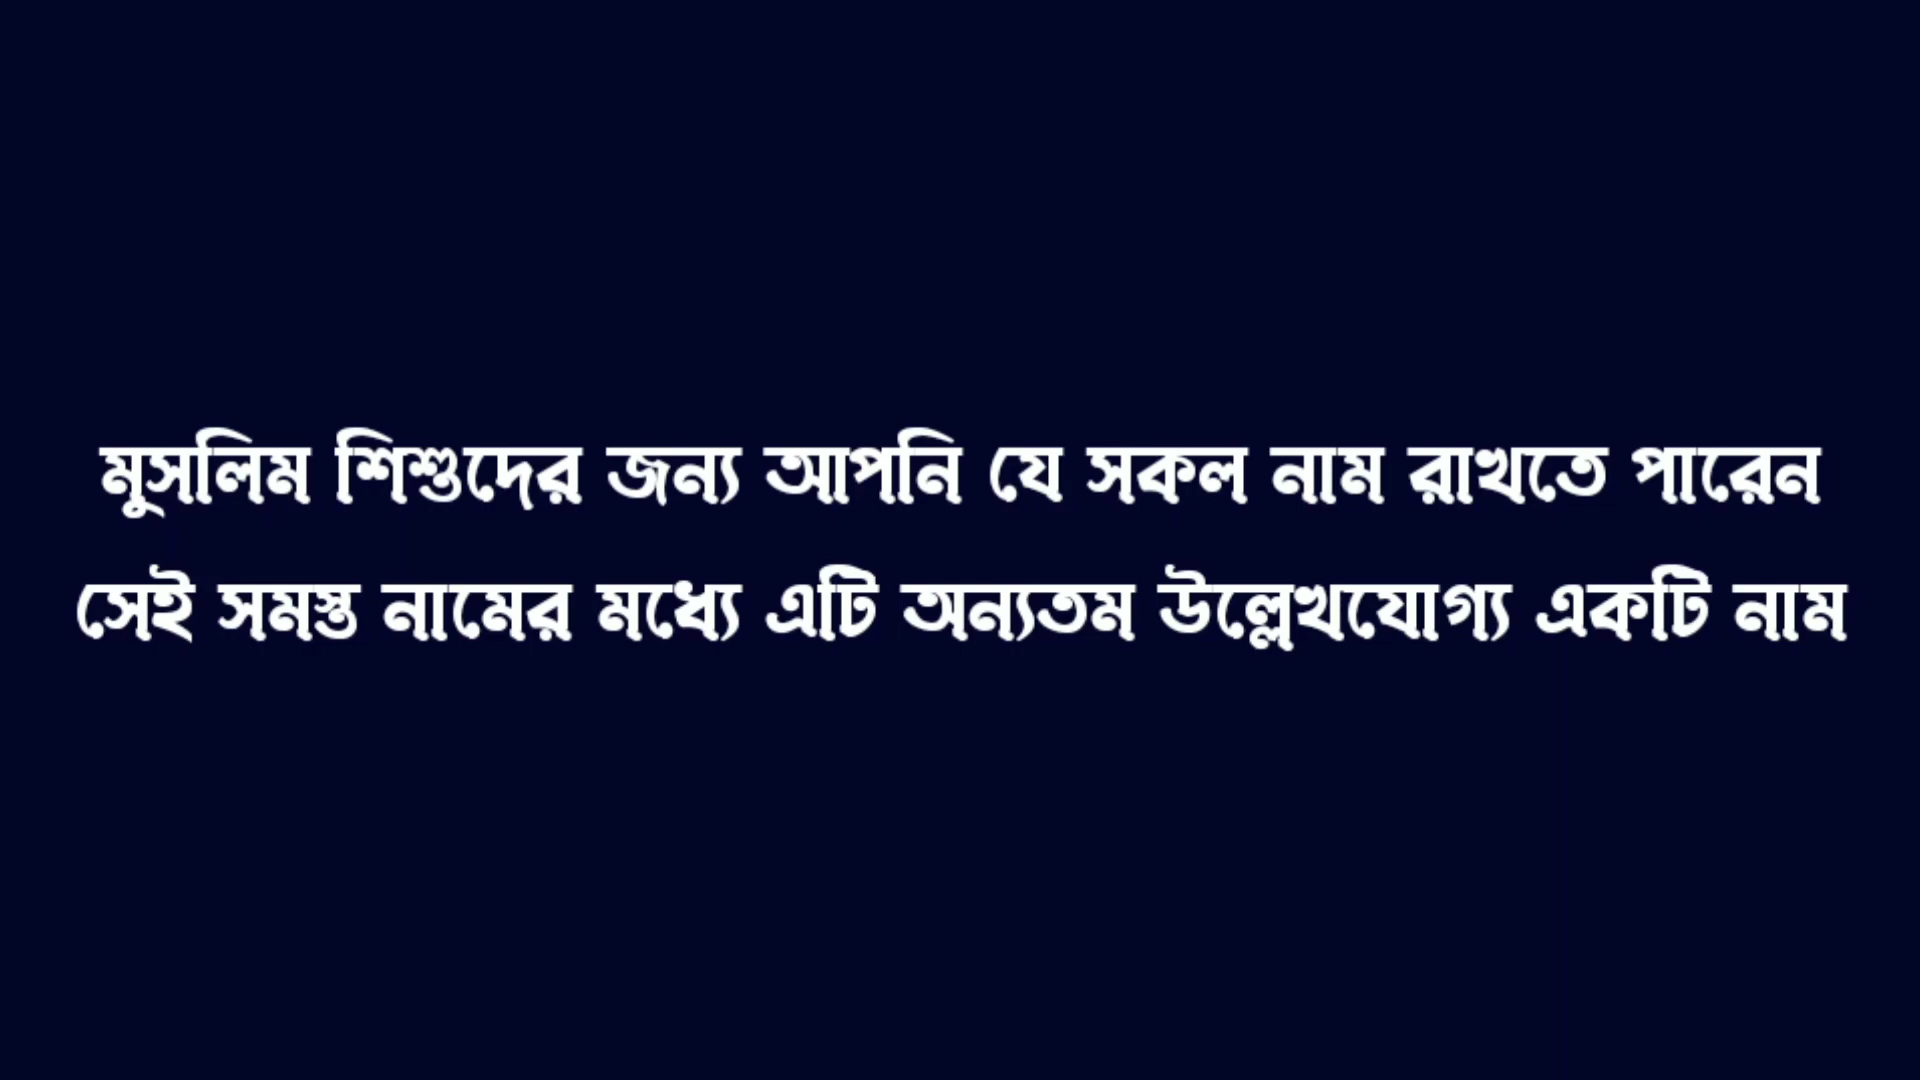 মুসলিম শিশুদের জন্য আপনি যে সকল নাম রাখতে পারেন
সেই সমস্ত নামের মধ্যে এটি অন্যতম উল্লেখযোগ্য একটি নাম